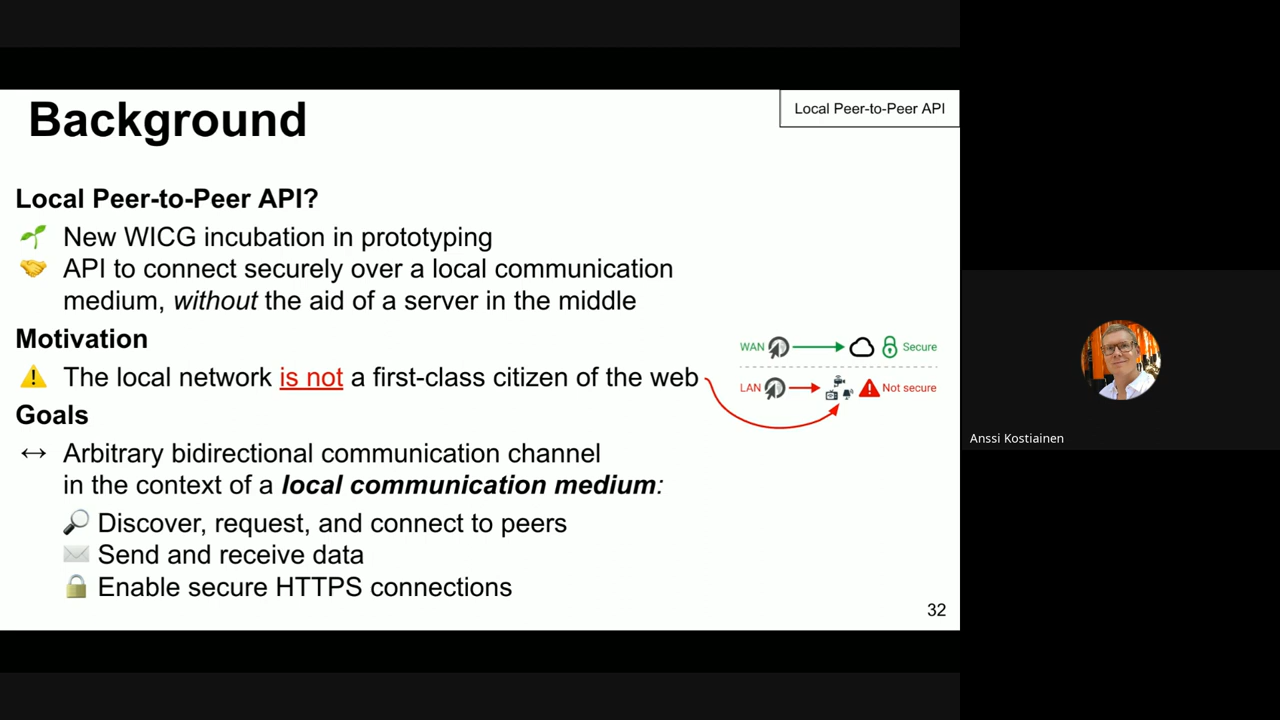 Background
Local Peer-to-Peer API
Local Peer-to-Peer API?
New WICG incubation in prototyping
API to connect securely over a local communication
medium, without the aid of a server in the middle
Motivation
The local network is not a first-class citizen of the web
WAN Secure
LAN Not secure
Goals
Arbitrary bidirectional communication channel
in the context of a local communication medium:
Discover, request, and connect to peers
Send and receive data
Enable secure HTTPS connections
32
Anssi Kostiainen